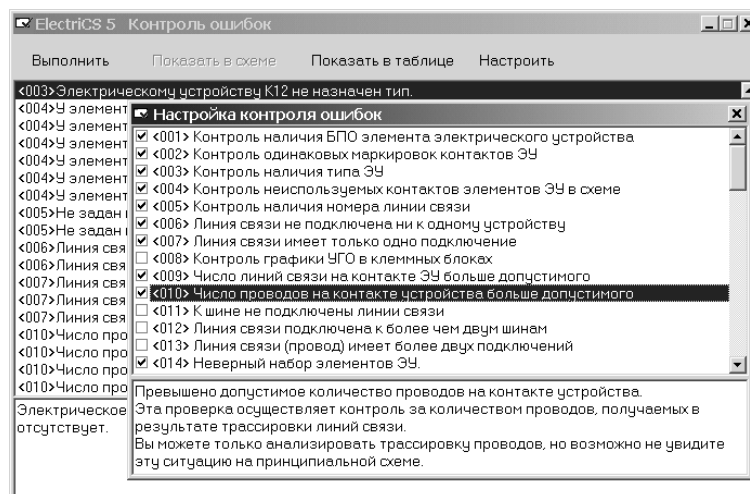 ElectriCS 5 Контроль ошибок
Выполнить Показать в схеме Показать в таблице Настроить
<003>Электрическому устройству К12 не назначен тип.
<004>У элемент
<004>У элемент
<004>У элемент
<004>У элемент
<004>У элемент
<004>У элемент
<005>Не задан
<005>Не задан
<006>Линия свя
<006>Линия свя
<007>Линия свя
<007>Линия свя
<007>Линия свя
<010>Число про
<010>Число про
<010>Число про
<010>Число про
Электрическое
отсутствует.
Настройка контроля ошибок
<001> Контроль наличия БПО элемента электрического устройства
<002> Контроль одинаковых маркировок контактов ЭУ
<003> Контроль наличия типа ЭУ
<004> Контроль неиспользуемых контактов элементов ЭУ в схеме
<005> Контроль наличия номера линии связи
<006> Линия связи не подключена ни к одному устройству
<007> Линия связи имеет только одно подключение
<008> Контроль графики УГО в клеммных блоках
<009> Число линий связи на контакте ЭУ больше допустимого
<010> Число проводов на контакте устройства больше допустимого
<011> К шине не подключены линии связи
<012> Линия связи подключена к более чем двум шинам
<013> Линия связи (провод) имеет более двух подключений
<014> Неверный набор элементов ЭУ.
Превышено допустимое количество проводов на контакте устройства.
Эта проверка осуществляет контроль за количеством проводов, получаемых в
результате трассировки линий связи.
Вы можете только анализировать трассировку проводов, но возможно не увидите
эту ситуацию на принципиальной схеме.